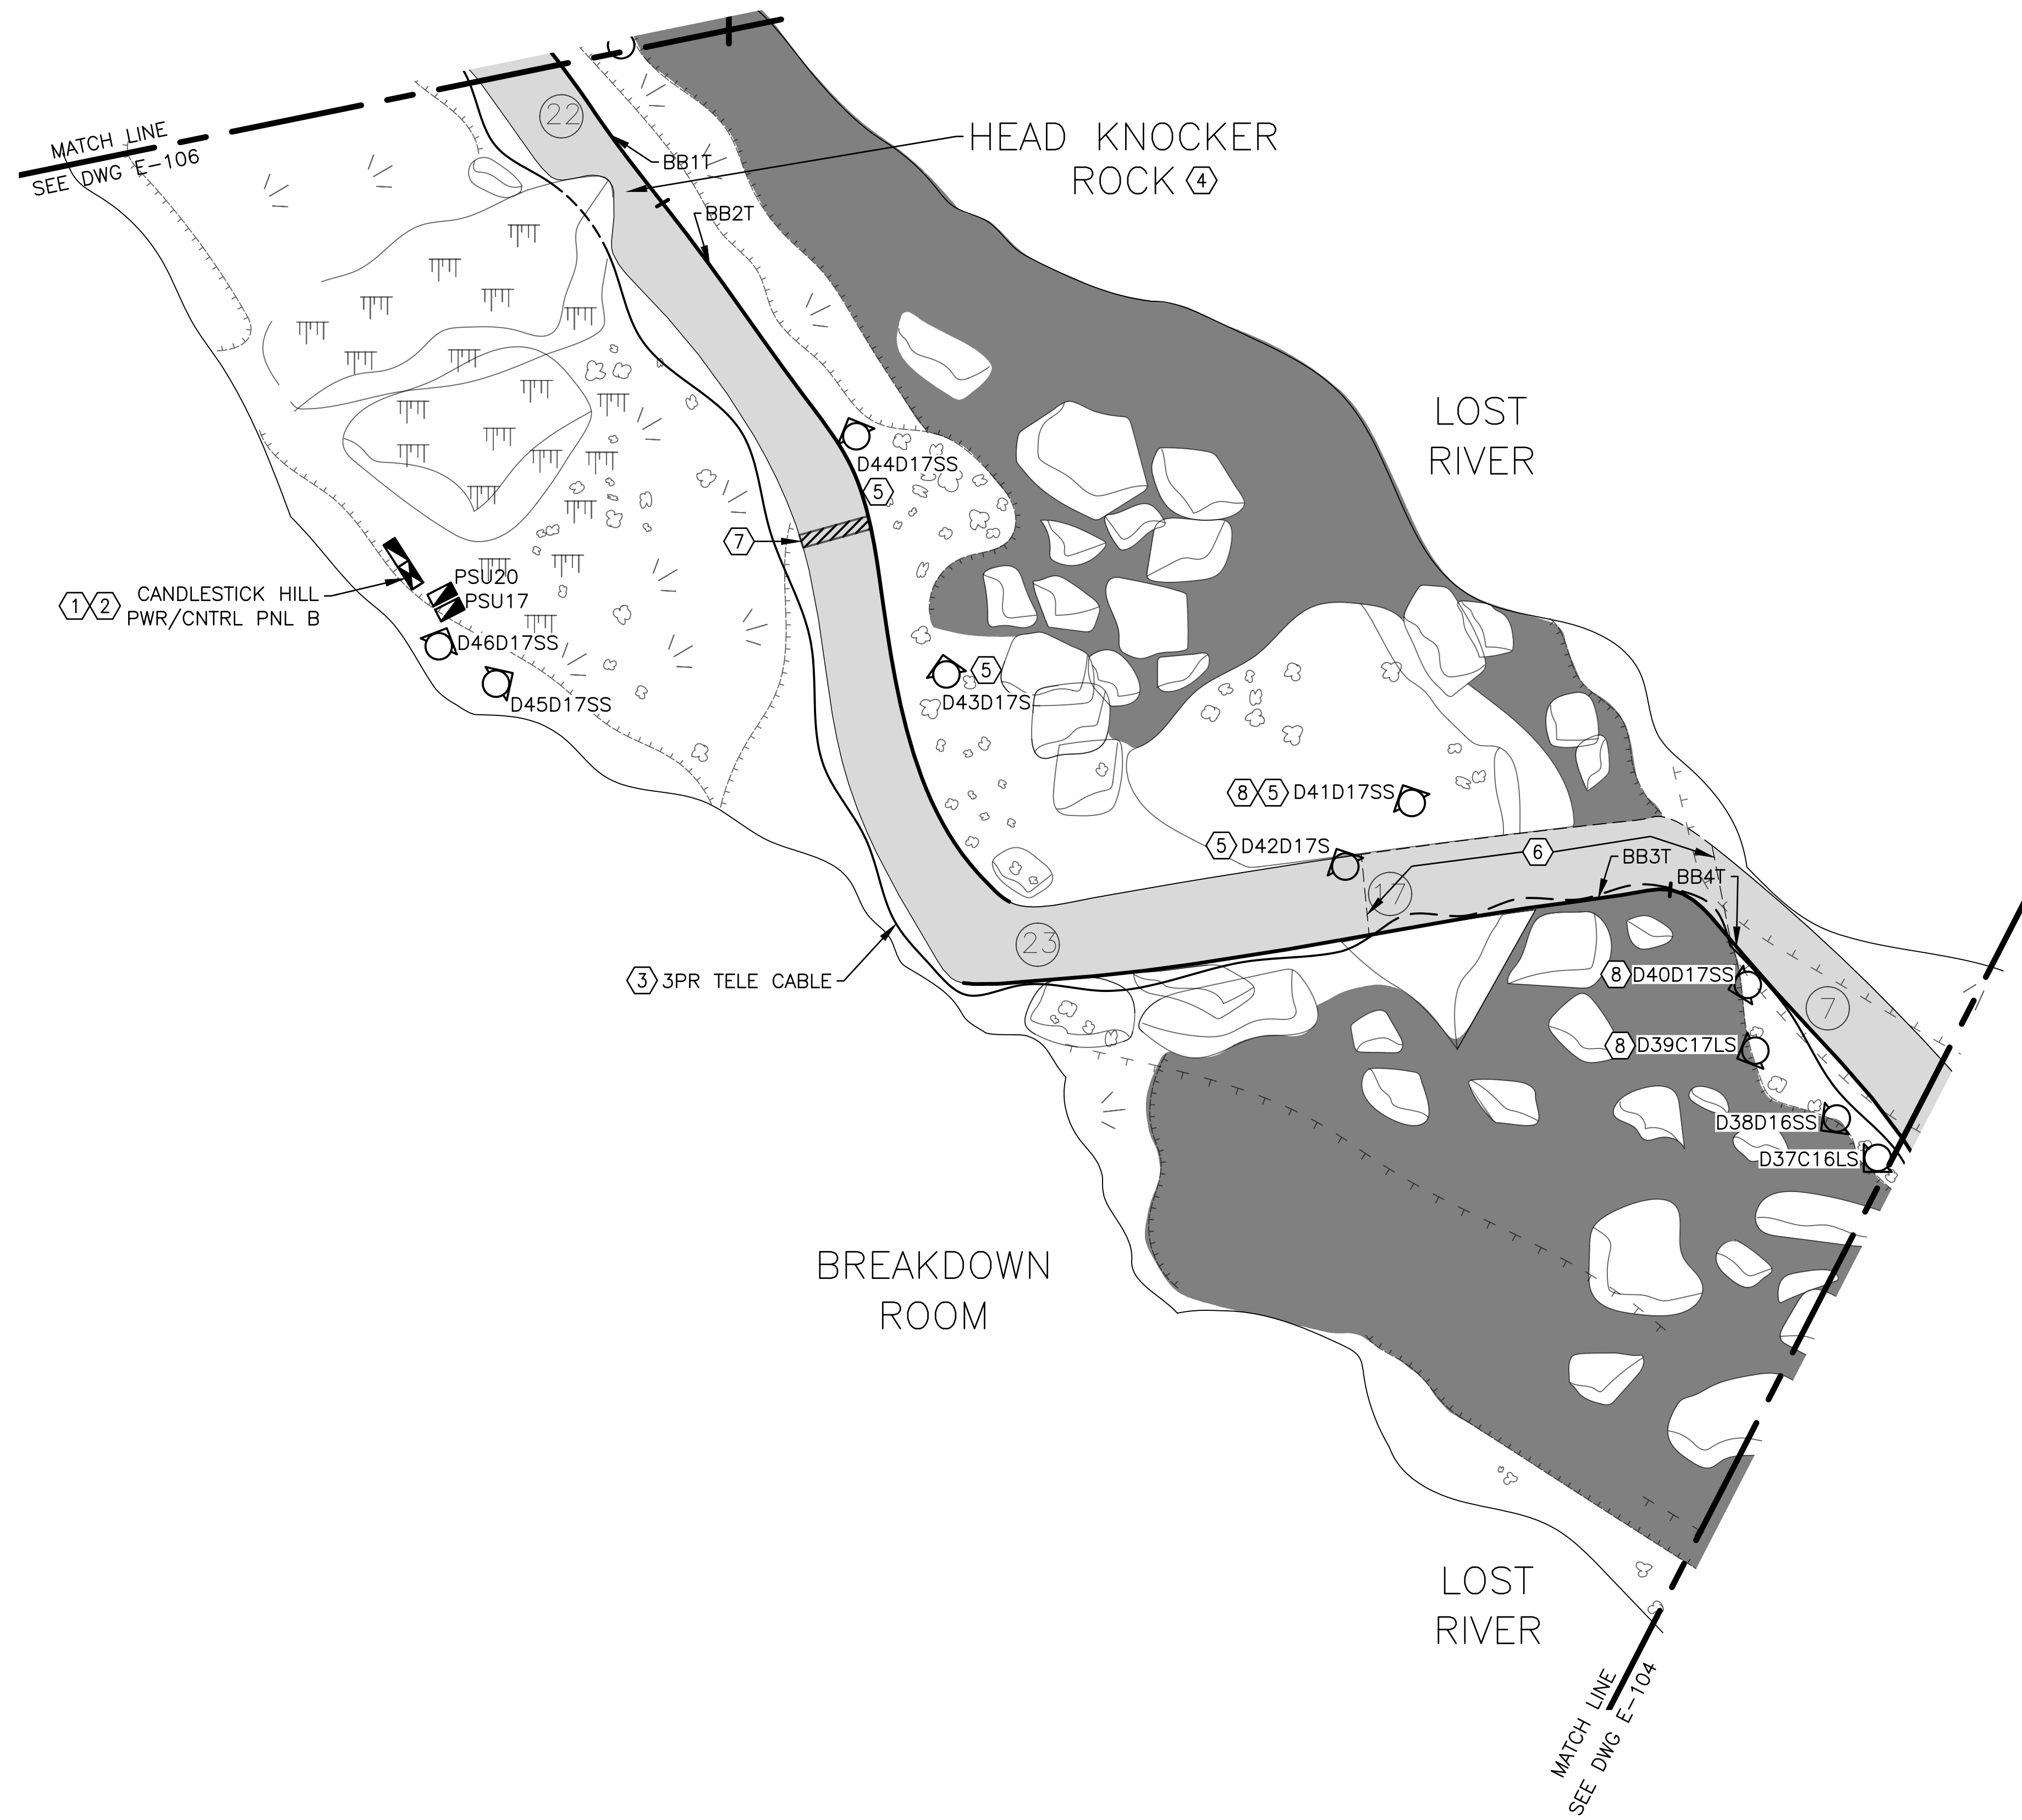 MATCH LINE
SEE DWG E-106
22
BB1T
HEAD KNOCKER
ROCK 4
BB2T
LOST
RIVER
D44D17SS
5
7
1 2 CANDLESTICK HILL
PWR/CNTRL PNL B
PSU20
PSU17
D46D17SS
D45D17SS
5
D43D17S
8 5 D41D17SS
5 D42D17S
6
BB3T
BB4T
17
23
3 3PR TELE CABLE
8 D40D17SS
7
8 D39C17LS
D38D16SS
D37C16LS
BREAKDOWN
ROOM
LOST
RIVER
MATCH LINE
SEE DWG E-104